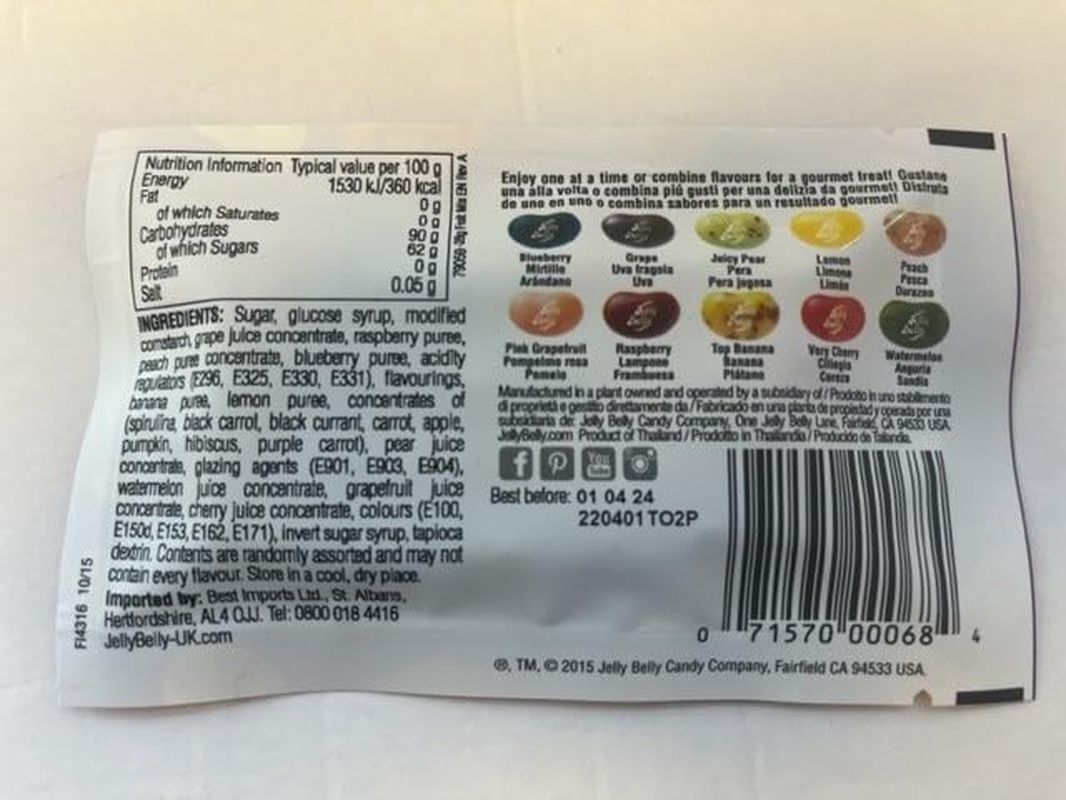 Nutrition Information Typical value per 100 g
Energy 1530 kJ/360 kcal
Fat 0 g
of which Saturates 0 g
Carbohydrates 90 g
of which Sugars 62 g
Protein 0 g
Salt 0.05 g
INGREDIENTS: Sugar, glucose syrup, modified
cornstarch, grape juice concentrate, raspberry puree,
peach puree concentrate, blueberry puree, acidity
regulators (E296, E325, E330, E331), flavourings,
banana puree, lemon puree, concentrates of
(spirulina, black carrot, black currant, carrot, apple,
pumpkin, hibiscus, purple carrot), pear juice
concentrate, glazing agents (E901, E903, E904),
watermelon juice concentrate, grapefruit juice
concentrate, cherry juice concentrate, colours (E100,
E150d, E153, E162, E171), invert sugar syrup, tapioca
dextrin. Contents are randomly assorted and may not
contain every flavour. Store in a cool, dry place.
Imported by: Best Imports Ltd., St. Albans,
Hertfordshire, AL4 OJJ. Tel: 0800 018 4416
JellyBelly-UK.com
FI4316 10/15
79059-28g Fruit Mix EN Rev A
Enjoy one at a time or combine flavours for a gourmet treat! Gustane
una alla volta o combina più gusti per una delizia da gourmet! Disfruta
de uno en uno o combina sabores para un resultado gourmet!
Blueberry Grape Juicy Pear Lemon Peach
Mirtillo Uva fragola Pera Limone Pesca
Arándano Uva Pera jugosa Limón Durazno
Pink Grapefruit Raspberry Top Banana Very Cherry Watermelon
Pompelmo rosa Lampone Banana Ciliegia Anguria
Pomelo Frambuesa Plátano Cereza Sandía
Manufactured in a plant owned and operated by a subsidiary of / Prodotto in uno stabilimento
di proprietà e gestito direttamente da / Fabricado en una planta de propiedad y operada por una
subsidiaria de: Jelly Belly Candy Company, One Jelly Belly Lane, Fairfield, CA 94533 USA
JellyBelly.com Product of Thailand / Prodotto in Thailandia / Producido de Tailandia.
You Tube
Best before: 01 04 24
220401TO2P
0 71570 00068 4
®, TM, © 2015 Jelly Belly Candy Company, Fairfield CA 94533 USA.